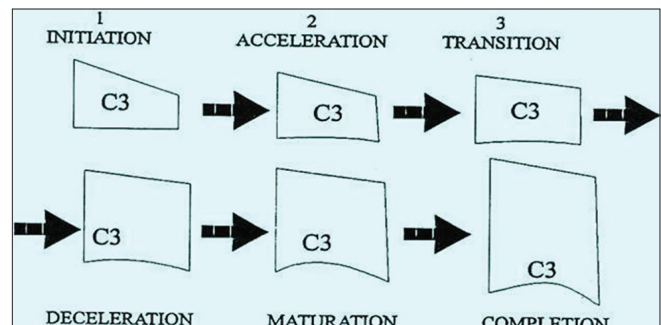 1 2 3
INITIATION ACCELERATION TRANSITION
C3 C3 C3
C3 C3 C3
DECELERATION MATURATION COMPLETION